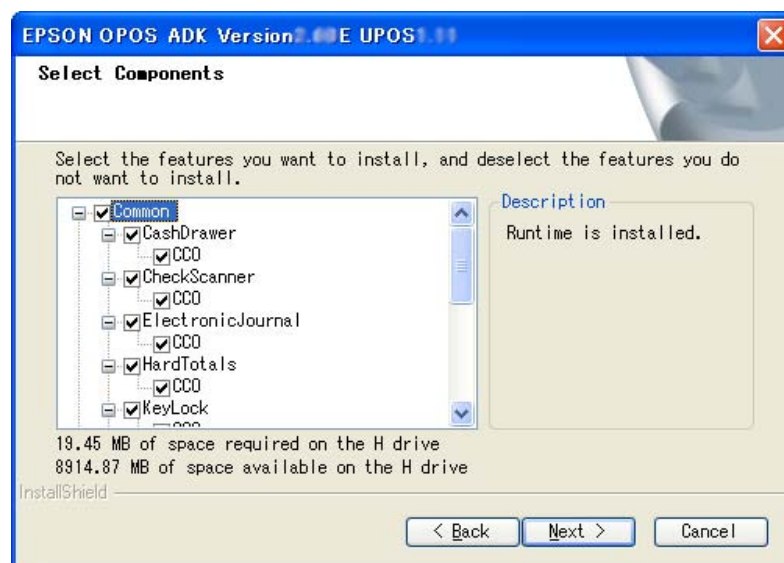 EPSON OPOS ADK Version E UPOS
Select Components
Select the features you want to install, and deselect the features you do
not want to install.
Common
CashDrawer
CCO
CheckScanner
CCO
ElectronicJournal
CCO
HardTotals
CCO
KeyLock
Description
Runtime is installed.
19.45 MB of space required on the H drive
8914.87 MB of space available on the H drive
InstallShield
< Back
Next >
Cancel